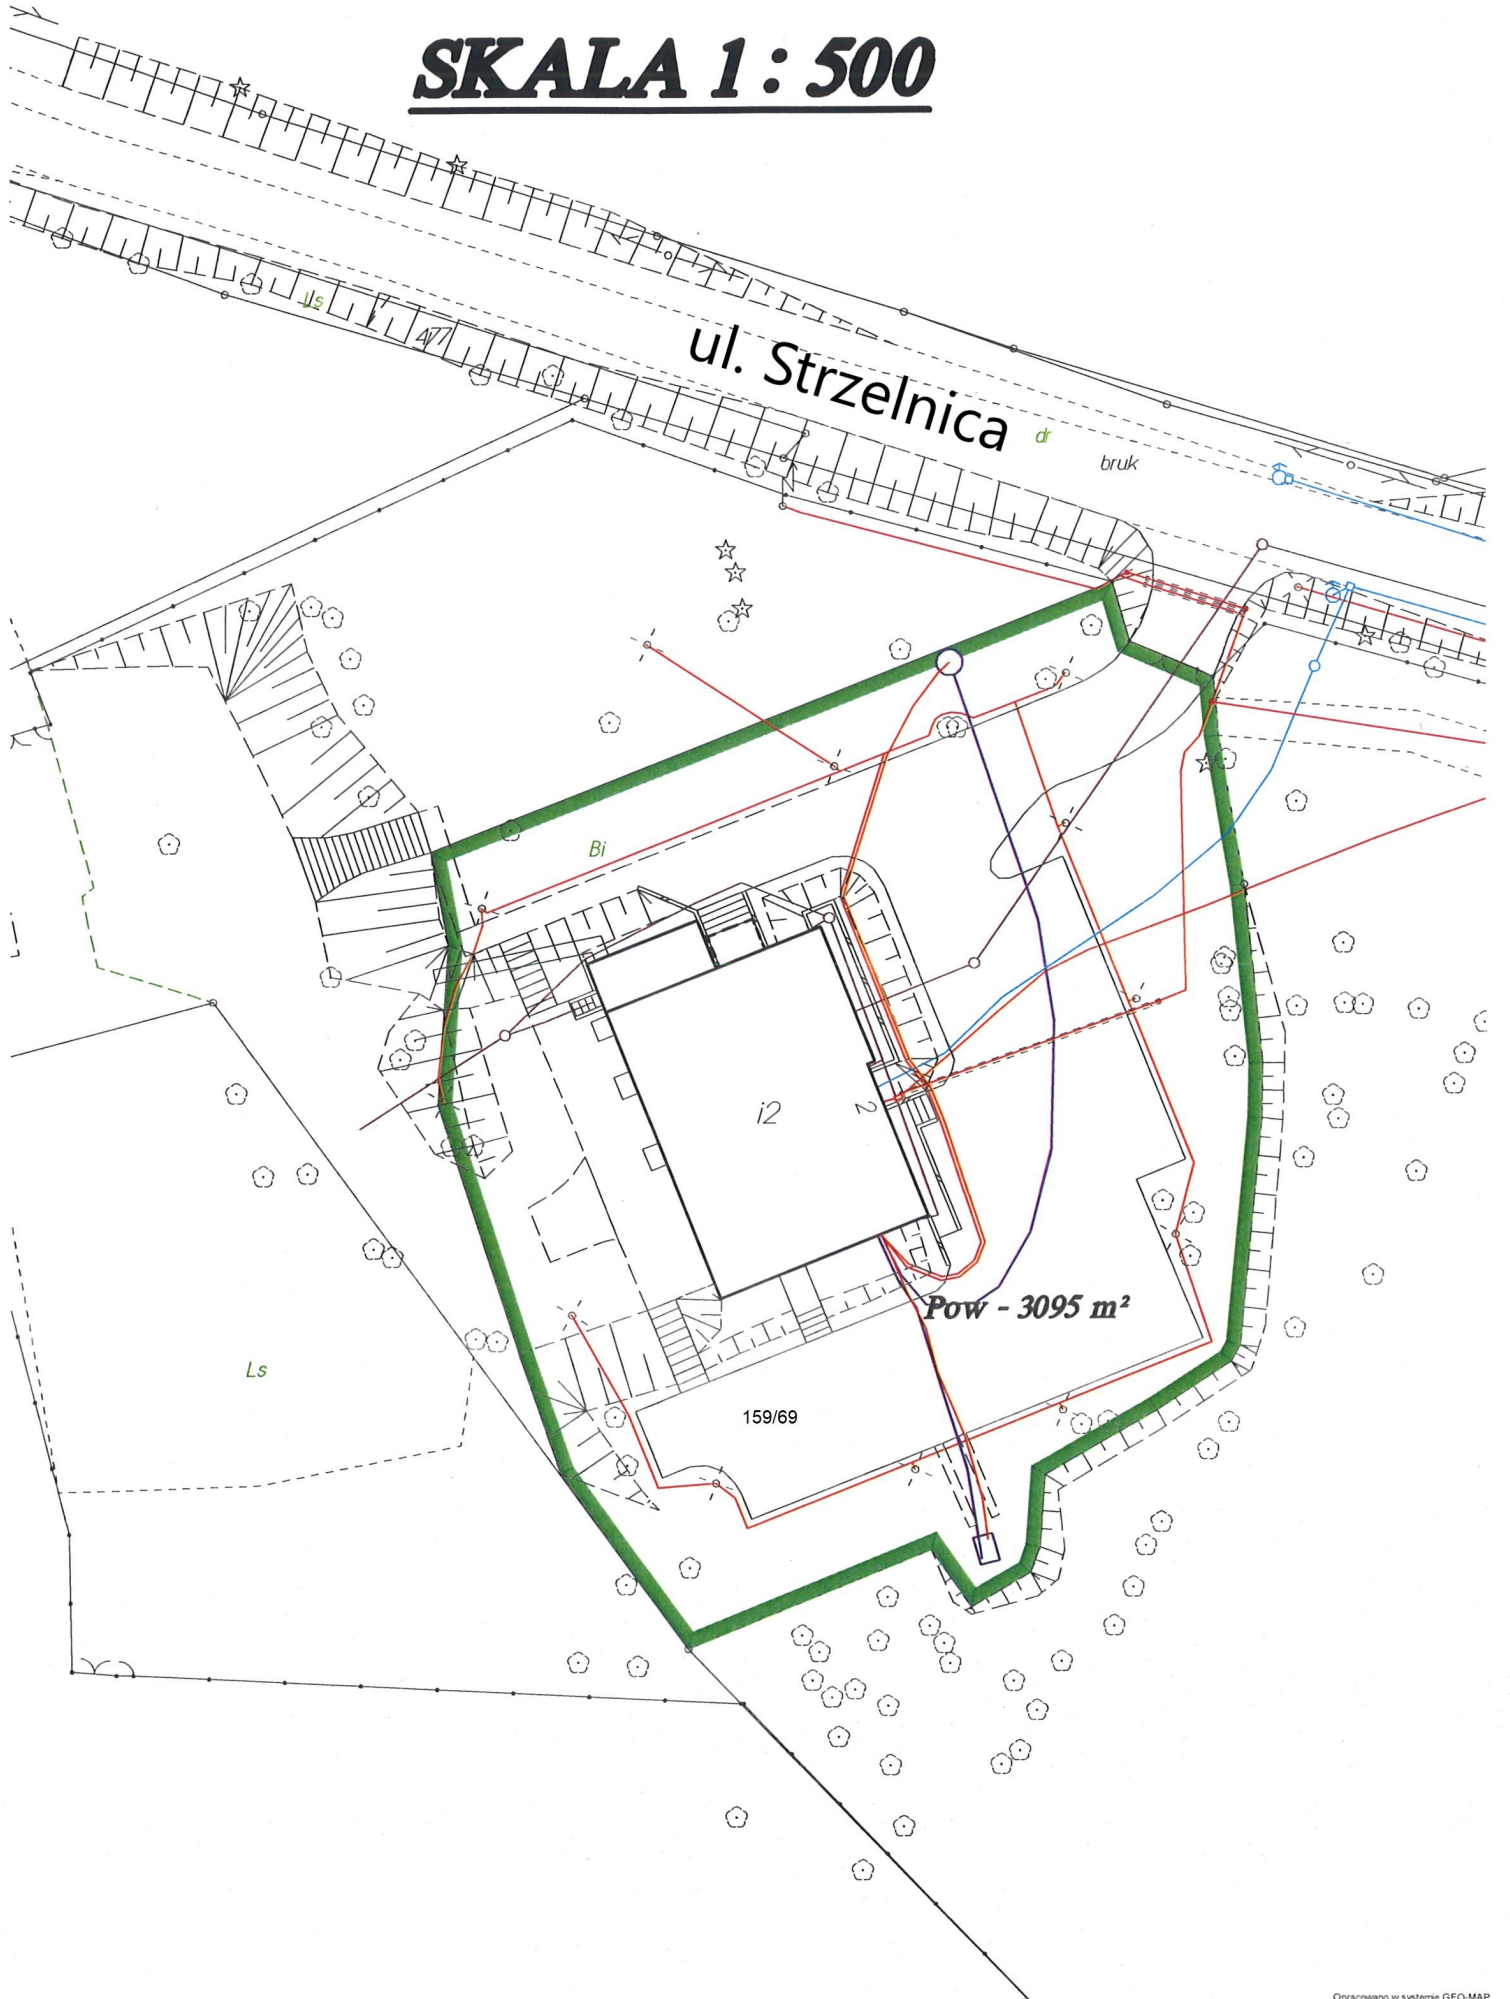 SKALA 1 : 500
Ls
ul. Strzelnica
dr
bruk
Bi
i2
2
Pow - 3095 m²
Ls
159/69
Opracowano w systemie GEO-MAP